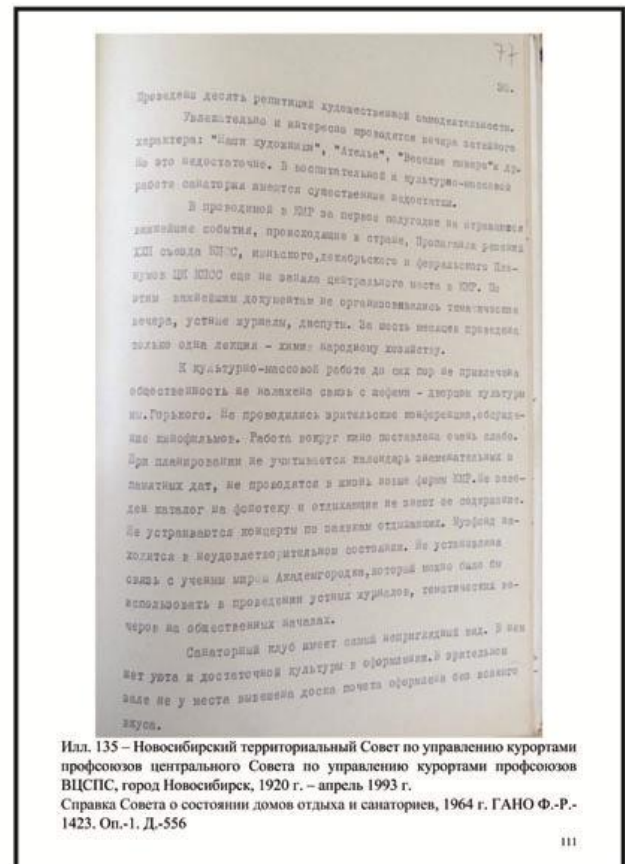 77
38.
Проведена десять репитиций художественной самодеятельности.
Увлекательно и интересно проводятся вечера затейного
характера: "Наши художники", "Ателье", "Веселые повара" и др.
Но это недостаточно. В воспитательной и культурно-массовой
работе санатория имеются существенные недостатки.
В проводимой в КМР за первое полугодие не отразились
важнейшие события, происходящие в стране, Пропаганда решений
XXII съезда КПСС, июньского, декабрьского и февральского Пле-
нумов ЦК КПСС еще не заняла центрального места в КМР. По
этим важнейшим документам не организовывались тематические
вечера, устные журналы, диспуты. За шесть месяцев проведена
только одна лекция - химия народному хозяйству.
К культурно-массовой работе до сих пор не привлечена
общественность не налажена связь с шефами - дворцом культуры
им.Горького. Не проводились зрительские конференции, обсужде-
ние кинофильмов. Работа вокруг кино поставлена очень слабо.
При планировании не учитывается календарь знаменательных и
памятных дат, не проводятся в жизнь новые формы КМР. Не заве-
ден каталог на фонотеку и отдыхающие не знают ее содержание.
Не устраиваются концерты по заявкам отдыхающих. Музфонд на-
ходится в неудовлетворительном состоянии. Не установлена
связь с ученым миром Академгородка, который можно было бы
использовать в проведении устных журналов, тематических ве-
черов на общественных началах.
Санаторный клуб имеет самый неприглядный вид. В нем
нет уюта и достаточной культуры в оформлении. В зрительном
зале не у места вывешена доска почета оформлена без всякого
вкуса.
Илл. 135 – Новосибирский территориальный Совет по управлению курортами
профсоюзов центрального Совета по управлению курортами профсоюзов
ВЦСПС, город Новосибирск, 1920 г. – апрель 1993 г.
Справка Совета о состоянии домов отдыха и санаториев, 1964 г. ГАНО Ф.-Р.-
1423. Оп.-1. Д.-556
111